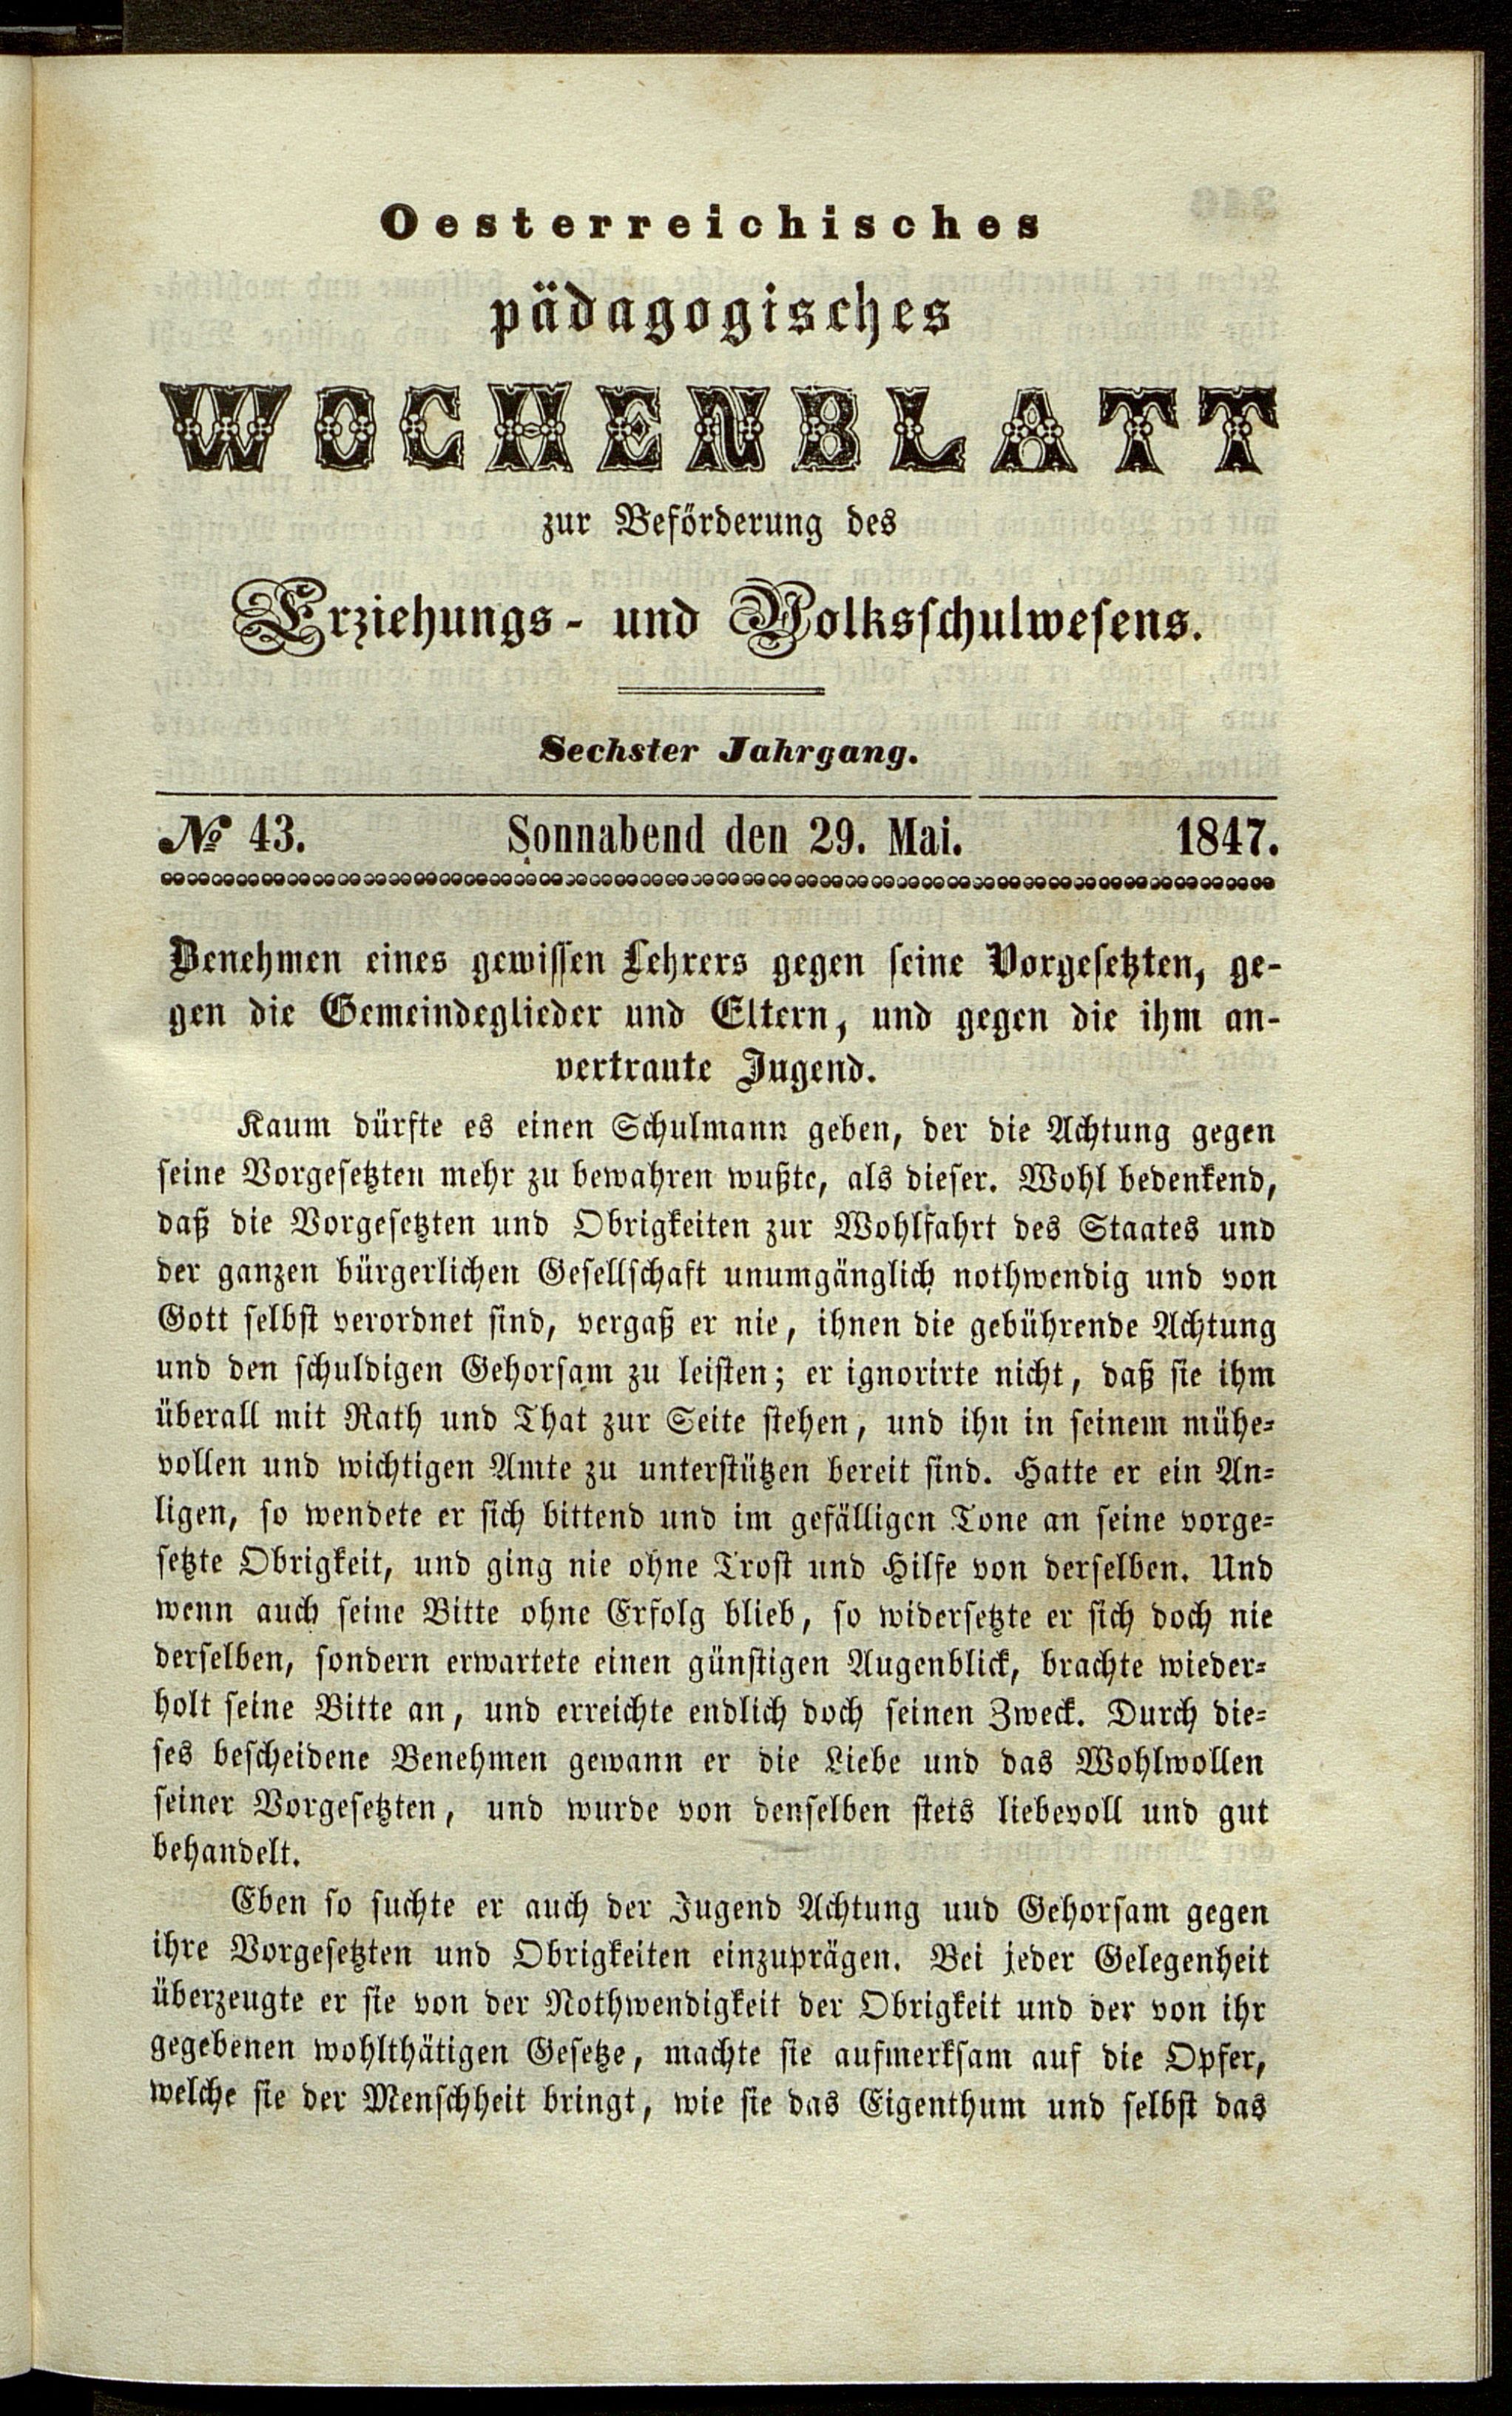 Oesterreichisches
pädagogisches
WOCHENBLATT
zur Beförderung des
Erziehungs- und Volksschulwesens.
Sechster Jahrgang.
№ 43. Sonnabend den 29. Mai. 1847.
Benehmen eines gewissen Lehrers gegen seine Vorgesetzten, ge-
gen die Gemeindeglieder und Eltern, und gegen die ihm an-
vertraute Jugend.
Kaum dürfte es einen Schulmann geben, der die Achtung gegen
seine Vorgesetzten mehr zu bewahren wußte, als dieser. Wohl bedenkend,
daß die Vorgesetzten und Obrigkeiten zur Wohlfahrt des Staates und
der ganzen bürgerlichen Gesellschaft unumgänglich nothwendig und von
Gott selbst verordnet sind, vergaß er nie, ihnen die gebührende Achtung
und den schuldigen Gehorsam zu leisten; er ignorirte nicht, daß sie ihm
überall mit Rath und That zur Seite stehen, und ihn in seinem mühe-
vollen und wichtigen Amte zu unterstützen bereit sind. Hatte er ein An-
ligen, so wendete er sich bittend und im gefälligen Tone an seine vorge-
setzte Obrigkeit, und ging nie ohne Trost und Hilfe von derselben. Und
wenn auch seine Bitte ohne Erfolg blieb, so widersetzte er sich doch nie
derselben, sondern erwartete einen günstigen Augenblick, brachte wieder-
holt seine Bitte an, und erreichte endlich doch seinen Zweck. Durch die-
ses bescheidene Benehmen gewann er die Liebe und das Wohlwollen
seiner Vorgesetzten, und wurde von denselben stets liebevoll und gut
behandelt.
Eben so suchte er auch der Jugend Achtung uud Gehorsam gegen
ihre Vorgesetzten und Obrigkeiten einzuprägen. Bei jeder Gelegenheit
überzeugte er sie von der Nothwendigkeit der Obrigkeit und der von ihr
gegebenen wohlthätigen Gesetze, machte sie aufmerksam auf die Opfer,
welche sie der Menschheit bringt, wie sie das Eigenthum und selbst das